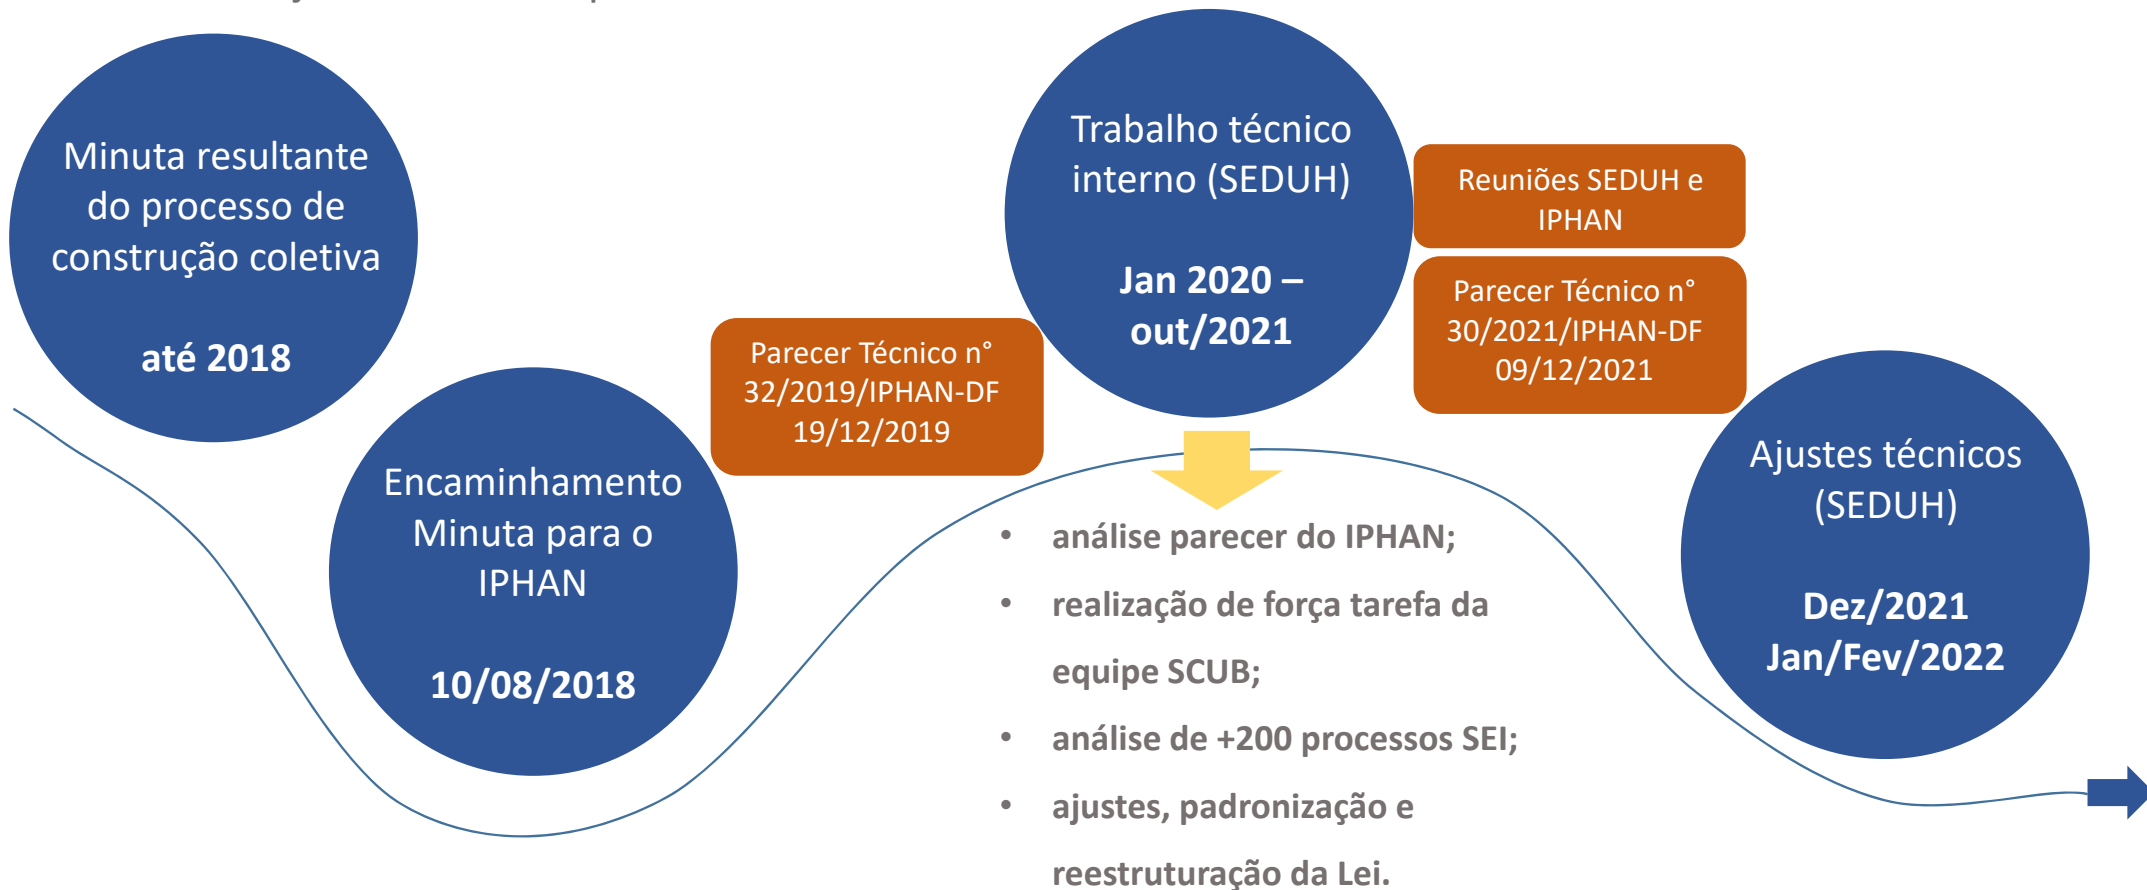 Minuta resultante
do processo de
construção coletiva
até 2018
Encaminhamento
Minuta para o
IPHAN
10/08/2018
Parecer Técnico n°
32/2019/IPHAN-DF
19/12/2019
Trabalho técnico
interno (SEDUH)
Jan 2020 –
out/2021
Reuniões SEDUH e
IPHAN
Parecer Técnico n°
30/2021/IPHAN-DF
09/12/2021
• análise parecer do IPHAN;
• realização de força tarefa da
equipe SCUB;
• análise de +200 processos SEI;
• ajustes, padronização e
reestruturação da Lei.
Ajustes técnicos
(SEDUH)
Dez/2021
Jan/Fev/2022